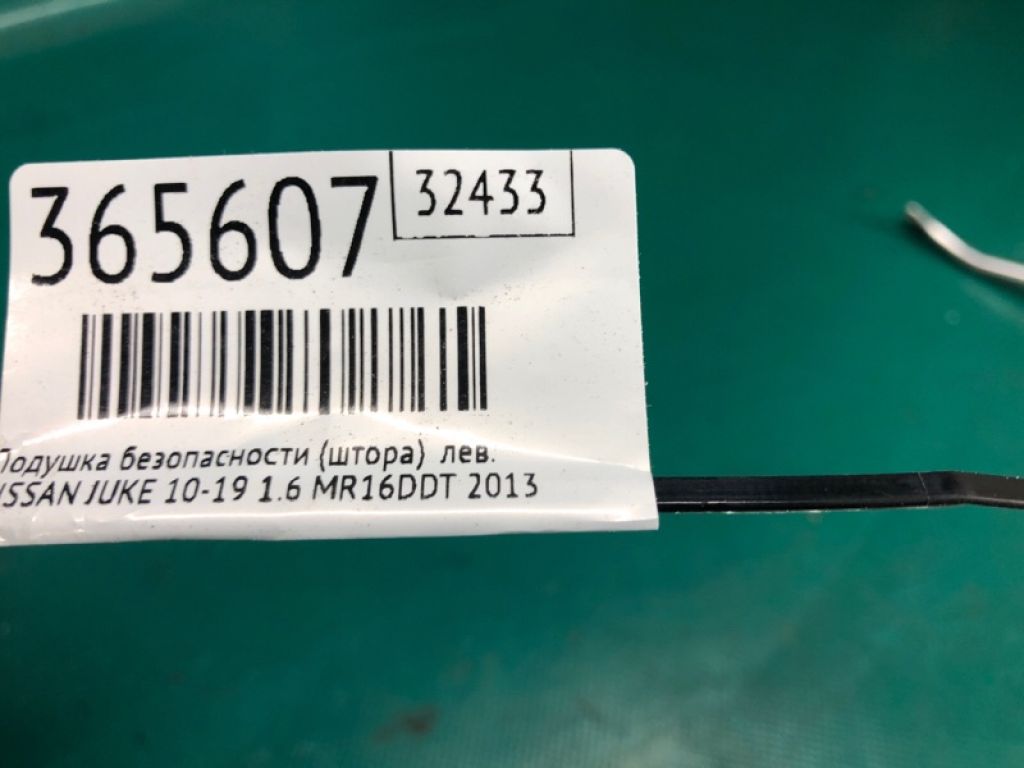 365607
32433
Подушка безопасности (штора) лев.
ISSAN JUKE 10-19 1.6 MR16DDT 2013